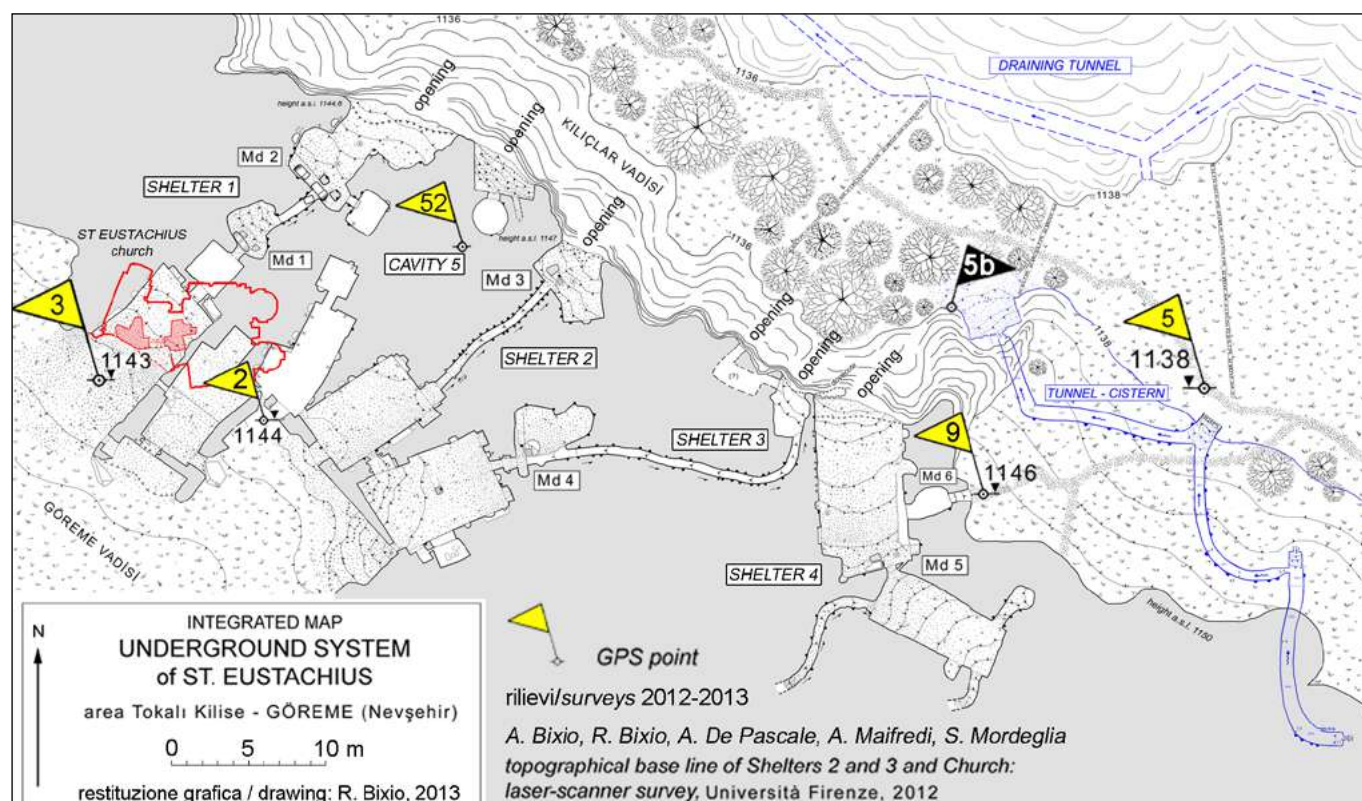 1136
1136
DRAINING TUNNEL
opening
height a.s.l. 1144,6
opening
KILIÇLAR VADİSİ
Md 2
SHELTER 1
1138
52
opening
ST EUSTACHIUS
church
height a.s.l. 1147
1136
Md 1
CAVITY 5
Md 3
5b
3
opening
5
1143
SHELTER 2
opening
1138
1138
(?)
opening
2
TUNNEL - CISTERN
1144
SHELTER 3
9
Md 4
Md 6
1146
GÖREME VADİSİ
SHELTER 4
Md 5
height a.s.l. 1150
N
INTEGRATED MAP
UNDERGROUND SYSTEM
of ST. EUSTACHIUS
area Tokalı Kilise - GÖREME (Nevşehir)
0 5 10 m
restituzione grafica / drawing: R. Bixio, 2013
GPS point
rilievi/surveys 2012-2013
A. Bixio, R. Bixio, A. De Pascale, A. Maifredi, S. Mordeglia
topographical base line of Shelters 2 and 3 and Church:
laser-scanner survey, Università Firenze, 2012